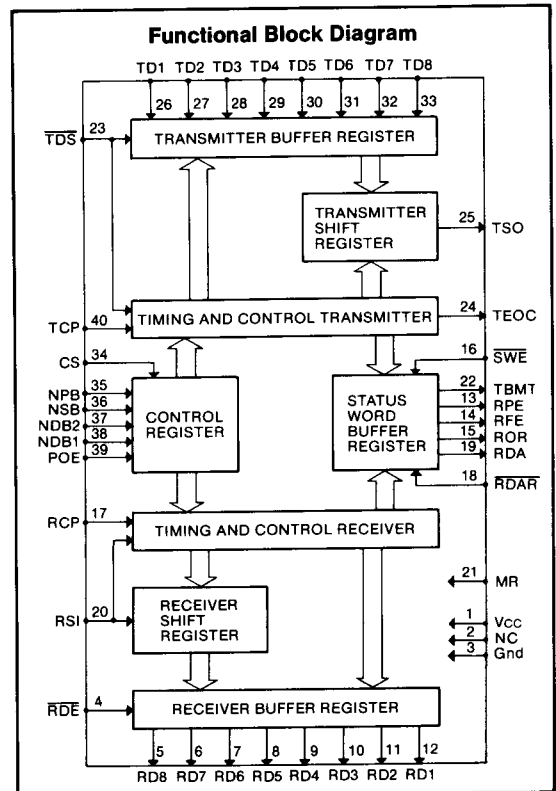 Functional Block Diagram
TD1 TD2 TD3 TD4 TD5 TD6 TD7 TD8
26 27 28 29 30 31 32 33
TDS 23
TRANSMITTER BUFFER REGISTER
TRANSMITTER
SHIFT
REGISTER
25 TSO
TIMING AND CONTROL TRANSMITTER
24 TEOC
TCP 40
CS 34
16 SWE
NPB 35
NSB 36
NDB2 37
NDB1 38
POE 39
CONTROL
REGISTER
STATUS
WORD
BUFFER
REGISTER
22 TBMT
13 RPE
14 RFE
15 ROR
19 RDA
18 RDAR
RCP 17
TIMING AND CONTROL RECEIVER
21 MR
RSI 20
RECEIVER
SHIFT
REGISTER
1 Vcc
2 NC
3 Gnd
RDE 4
RECEIVER BUFFER REGISTER
5 6 7 8 9 10 11 12
RD8 RD7 RD6 RD5 RD4 RD3 RD2 RD1